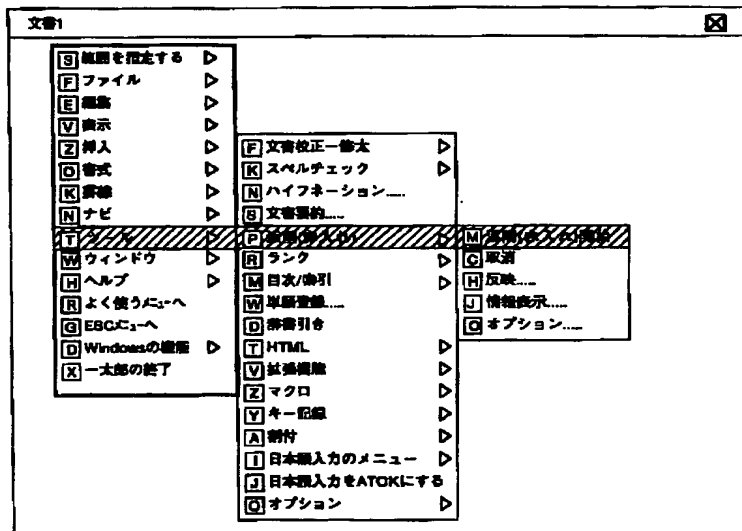 文書1
S 範囲を指定する
F ファイル
E 編集
V 表示
Z 挿入
O 書式
K 罫線
N ナビ
T ツール
W ウィンドウ
H ヘルプ
R よく使うメニューへ
G ESCメニューへ
D Windowsの機能
X 一太郎の終了
F 文書校正-修太
K スペルチェック
N ハイフネーション.....
S 文書要約.....
P
R ランク
M 目次/索引
W 単語登録.....
D 辞書引き
T HTML
V 拡張機能
Z マクロ
Y キー記録
A 割付
I 日本語入力のメニュー
J 日本語入力をATOKにする
O オプション
M
C 取消
H 反映.....
J 情報表示.....
O オプション.....